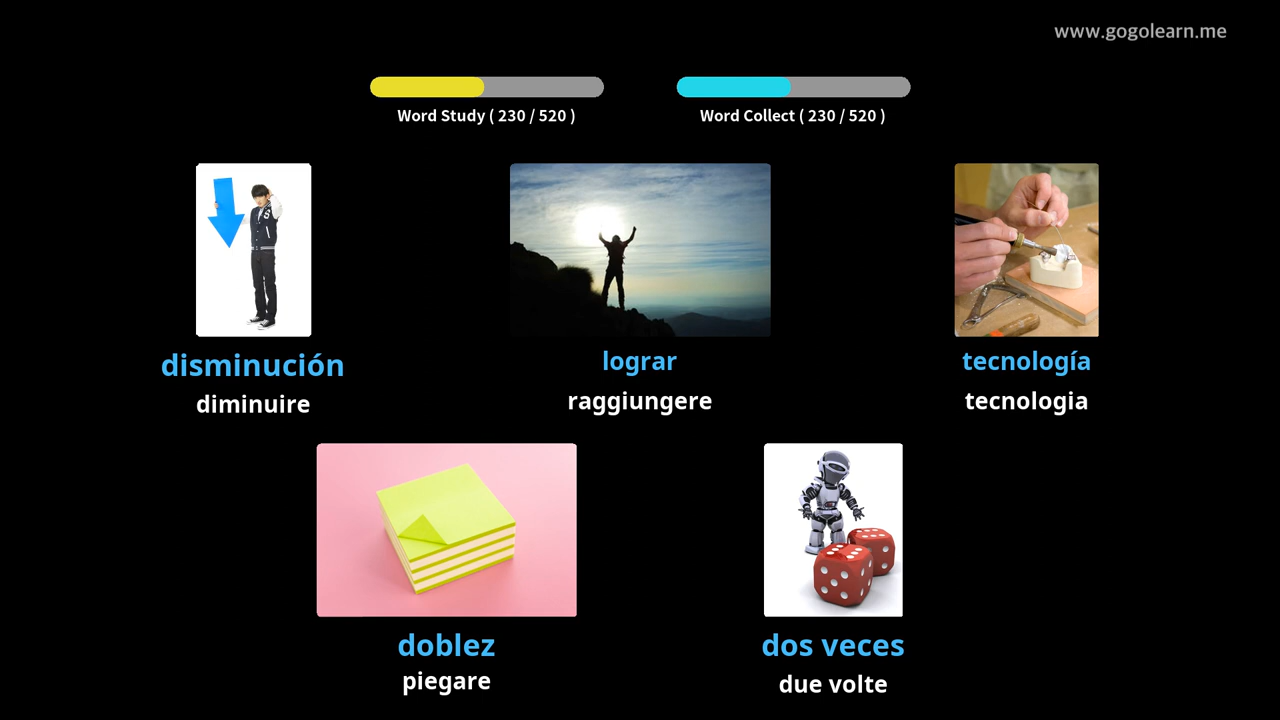 www.gogolearn.me
Word Study ( 230 / 520 )
Word Collect ( 230 / 520 )
disminución
diminuire
lograr
raggiungere
tecnología
tecnologia
doblez
piegare
dos veces
due volte